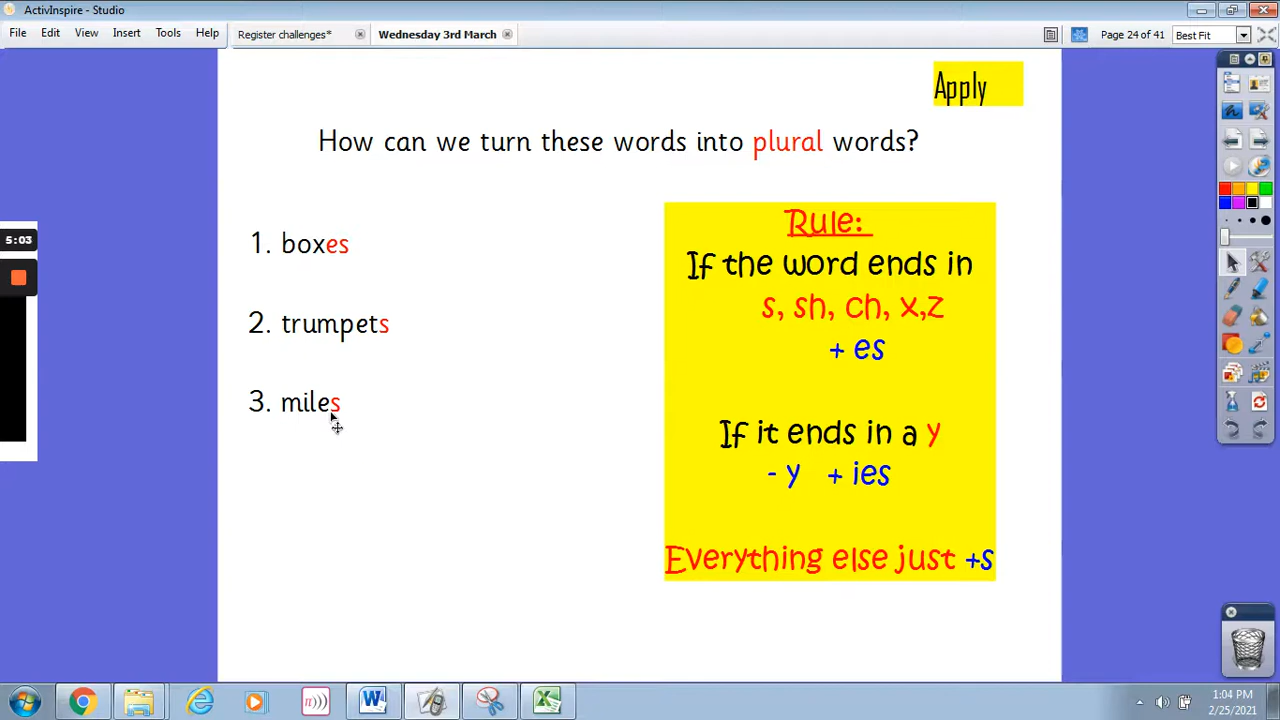 ActivInspire - Studio
File Edit View Insert Tools Help
Register challenges*
Wednesday 3rd March
Page 24 of 41
Best Fit
Apply
How can we turn these words into plural words?
1. boxes
2. trumpets
3. miles
Rule:
If the word ends in
s, sh, ch, x,z
+ es
If it ends in a y
- y + ies
Everything else just +s
5:03
1:04 PM
2/25/2021